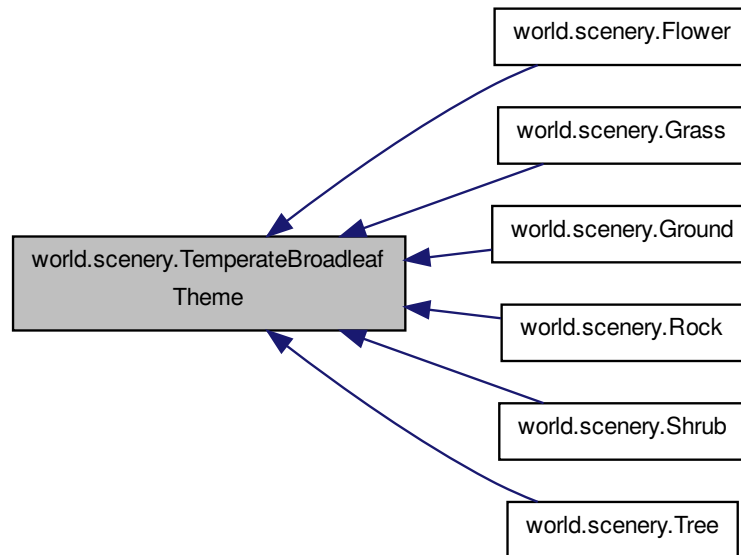 world.scenery.Flower
world.scenery.Grass
world.scenery.TemperateBroadleaf
Theme
world.scenery.Ground
world.scenery.Rock
world.scenery.Shrub
world.scenery.Tree